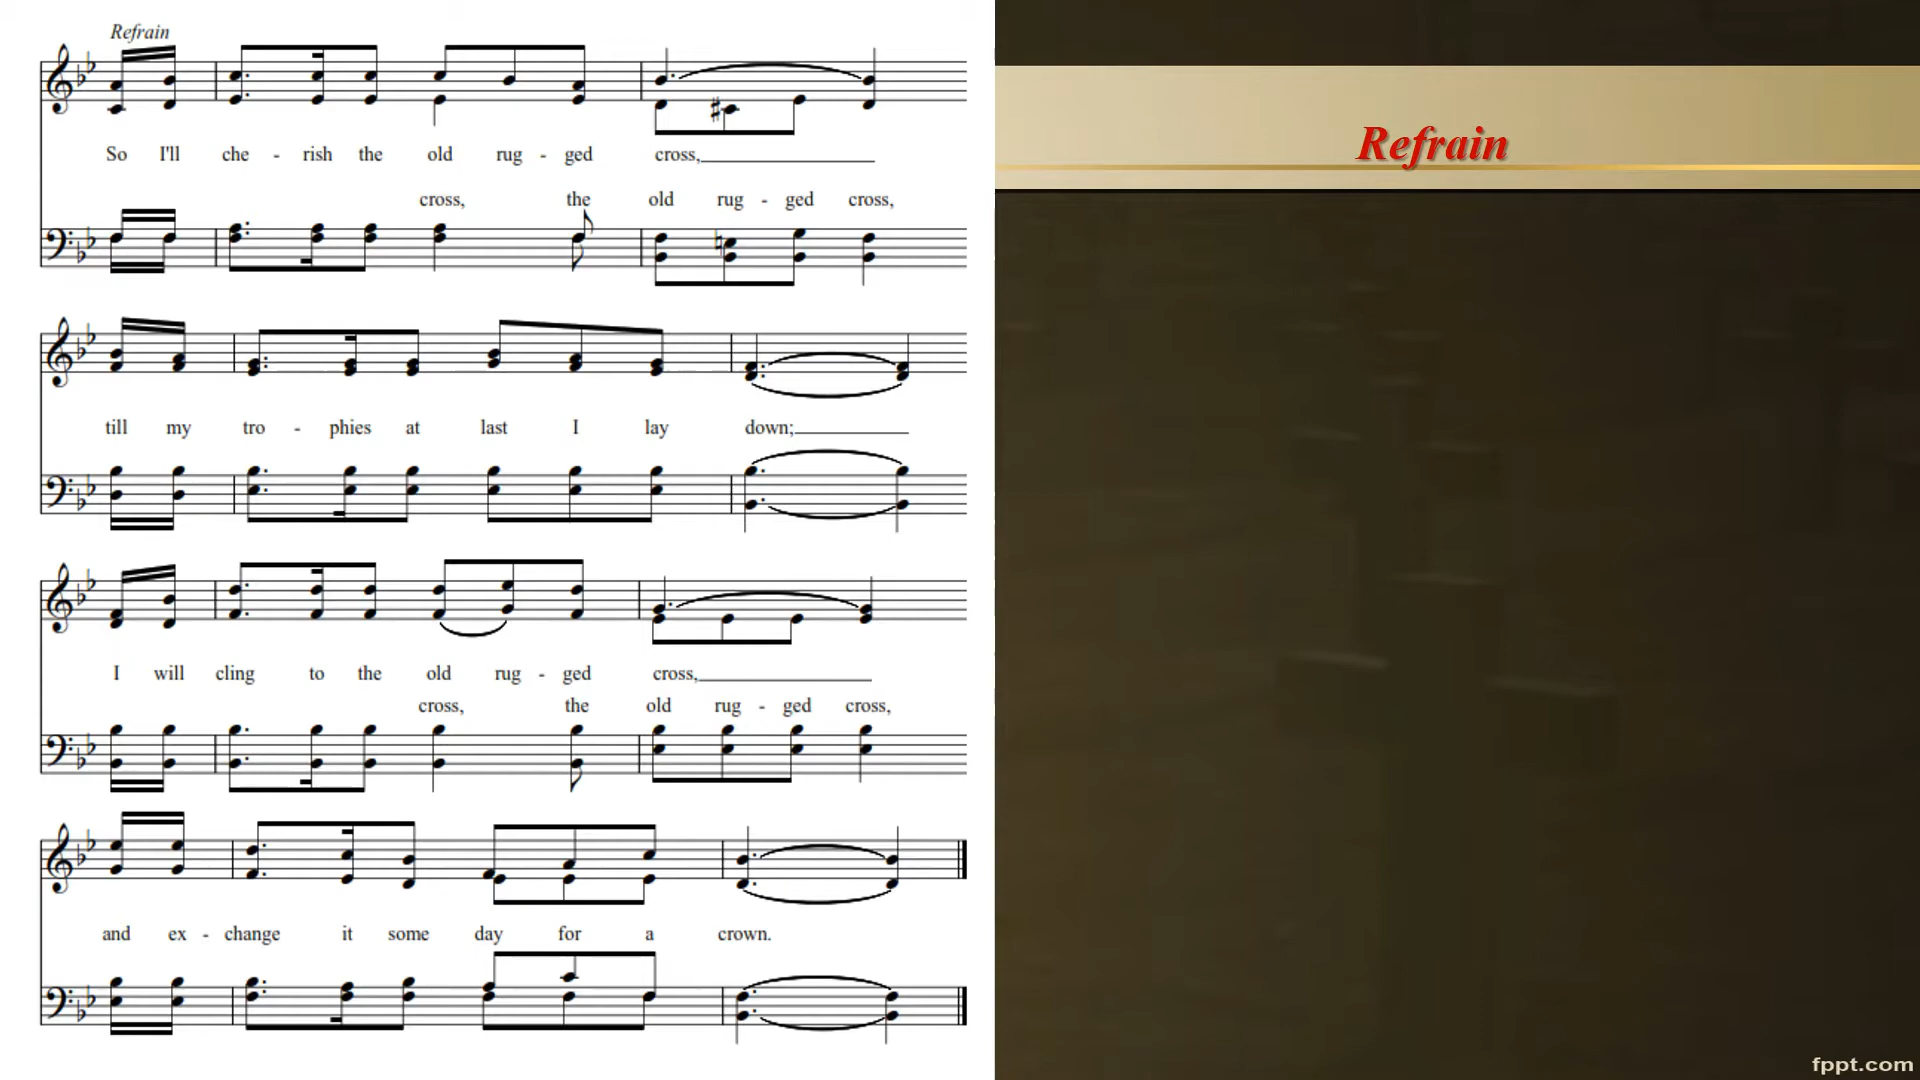 Refrain
So I'll che - rish the old rug - ged cross,
cross, the old rug - ged cross,
till my tro - phies at last I lay down;
I will cling to the old rug - ged cross,
cross, the old rug - ged cross,
and ex - change it some day for a crown.
Refrain
fppt.com